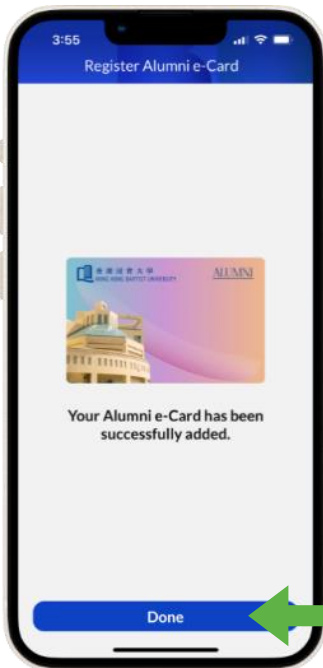 3:55
Register Alumni e-Card
香港浸會大學
HONG KONG BAPTIST UNIVERSITY
ALUMNI
Your Alumni e-Card has been
successfully added.
Done